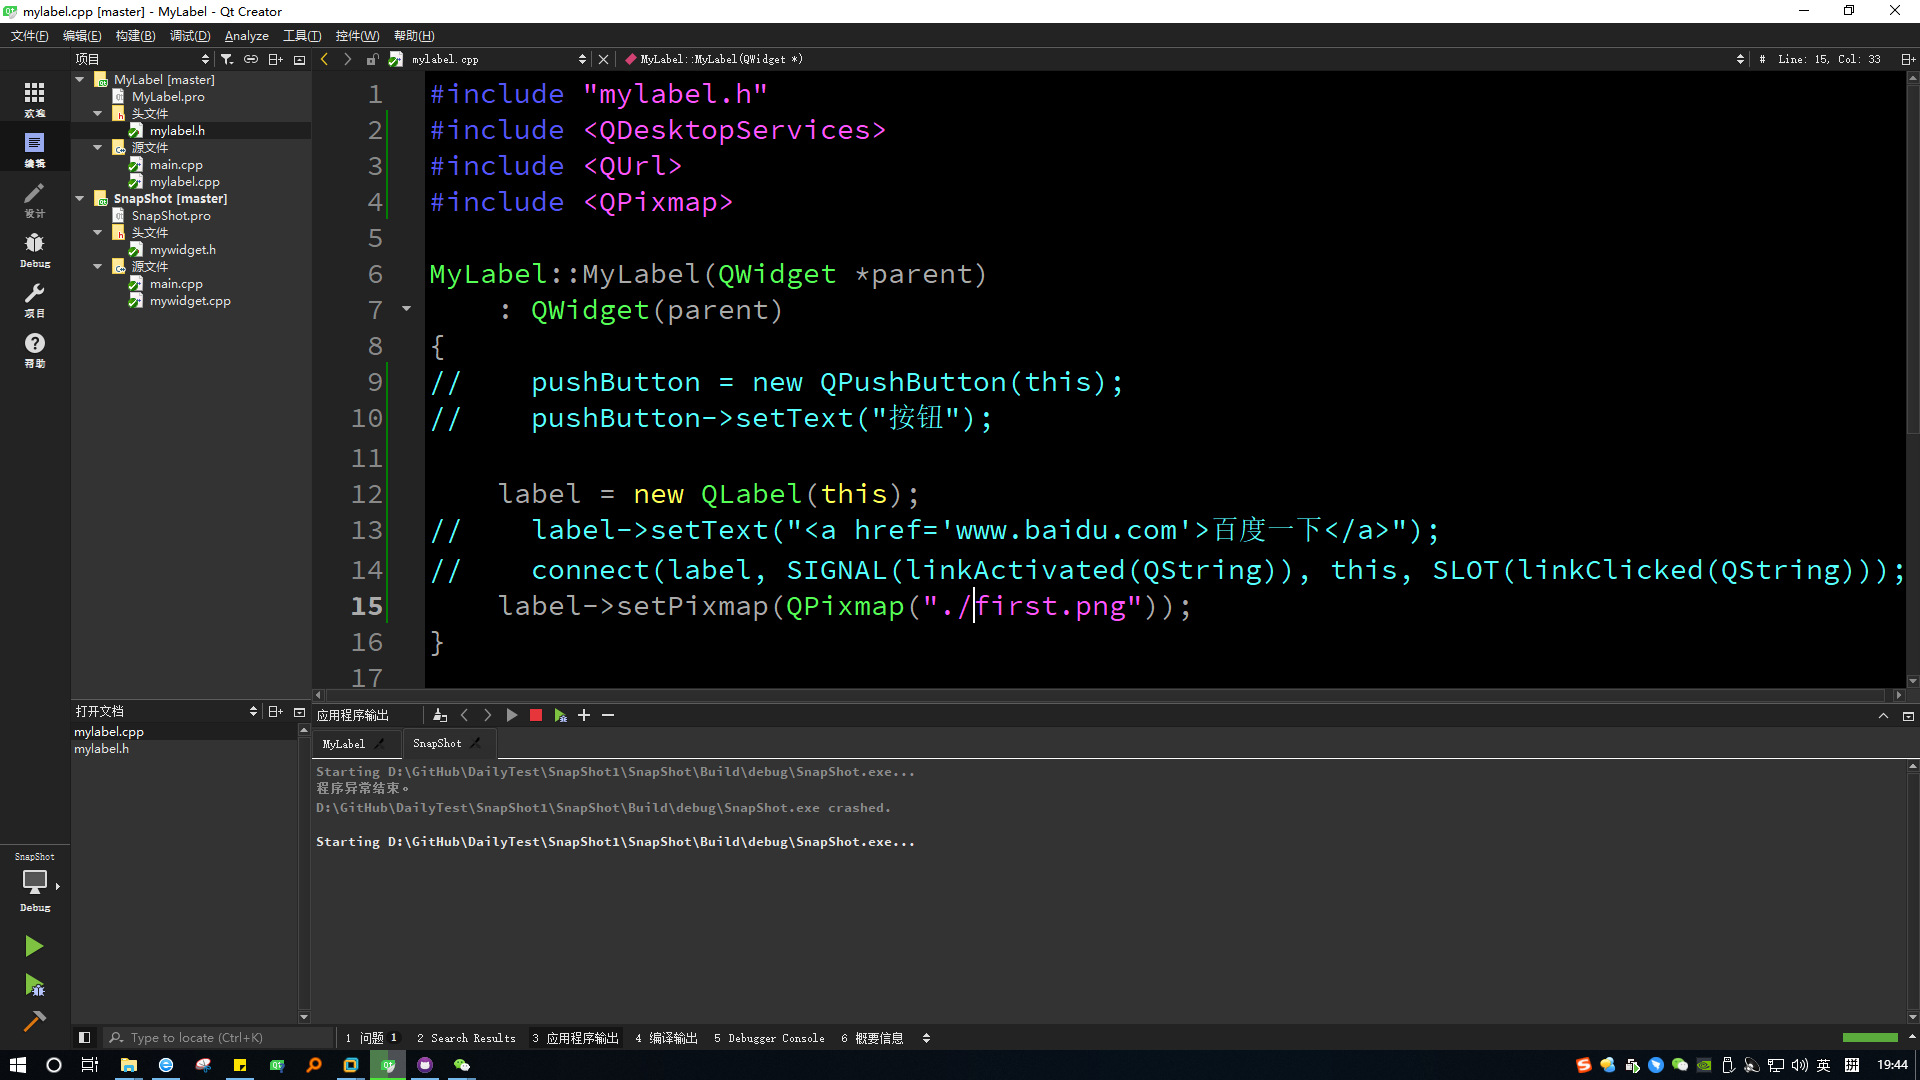 mylabel.cpp [master] - MyLabel - Qt Creator
文件(F) 编辑(E) 构建(B) 调试(D) Analyze 工具(T) 控件(W) 帮助(H)
项目
mylabel.cpp
MyLabel::MyLabel(QWidget *)
# Line: 15, Col: 33
欢迎
编辑
设计
Debug
项目
帮助
MyLabel [master]
MyLabel.pro
头文件
mylabel.h
源文件
main.cpp
mylabel.cpp
SnapShot [master]
SnapShot.pro
头文件
mywidget.h
源文件
main.cpp
mywidget.cpp
1 #include "mylabel.h"
2 #include <QDesktopServices>
3 #include <QUrl>
4 #include <QPixmap>
5
6 MyLabel::MyLabel(QWidget *parent)
7     : QWidget(parent)
8 {
9 //    pushButton = new QPushButton(this);
10 //    pushButton->setText("按钮");
11
12     label = new QLabel(this);
13 //    label->setText("<a href='www.baidu.com'>百度一下</a>");
14 //    connect(label, SIGNAL(linkActivated(QString)), this, SLOT(linkClicked(QString)));
15     label->setPixmap(QPixmap("./first.png"));
16 }
17
打开文档
mylabel.cpp
mylabel.h
应用程序输出
MyLabel
SnapShot
Starting D:\GitHub\DailyTest\SnapShot1\SnapShot\Build\debug\SnapShot.exe...
程序异常结束。
D:\GitHub\DailyTest\SnapShot1\SnapShot\Build\debug\SnapShot.exe crashed.
Starting D:\GitHub\DailyTest\SnapShot1\SnapShot\Build\debug\SnapShot.exe...
SnapShot
Debug
Type to locate (Ctrl+K)
1 问题 1
2 Search Results
3 应用程序输出
4 编译输出
5 Debugger Console
6 概要信息
英
拼
19:44